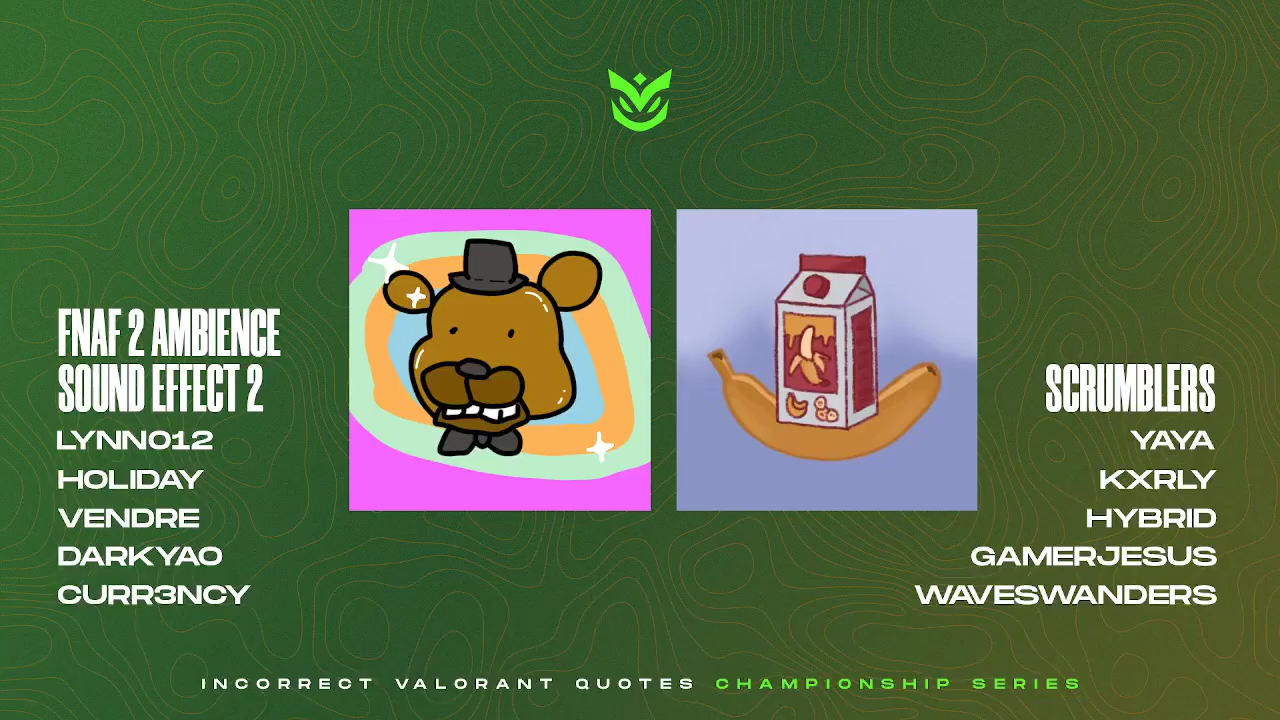 FNAF 2 AMBIENCE
SOUND EFFECT 2
LYNN012
HOLIDAY
VENDRE
DARKYAO
CURR3NCY
SCRUMBLERS
YAYA
KXRLY
HYBRID
GAMERJESUS
WAVESWANDERS
INCORRECT VALORANT QUOTES CHAMPIONSHIP SERIES